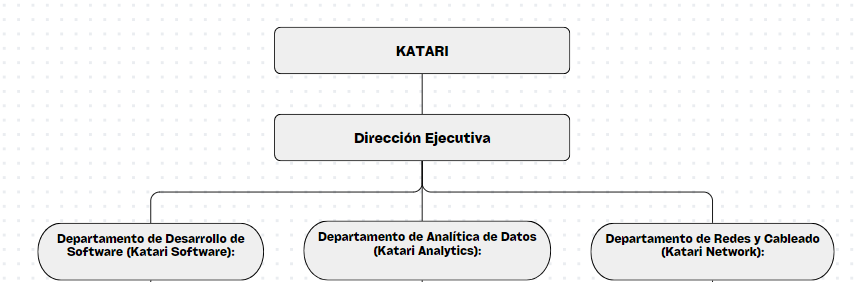 KATARI
Dirección Ejecutiva
Departamento de Desarrollo de
Software (Katari Software):
Departamento de Analítica de Datos
(Katari Analytics):
Departamento de Redes y Cableado
(Katari Network):